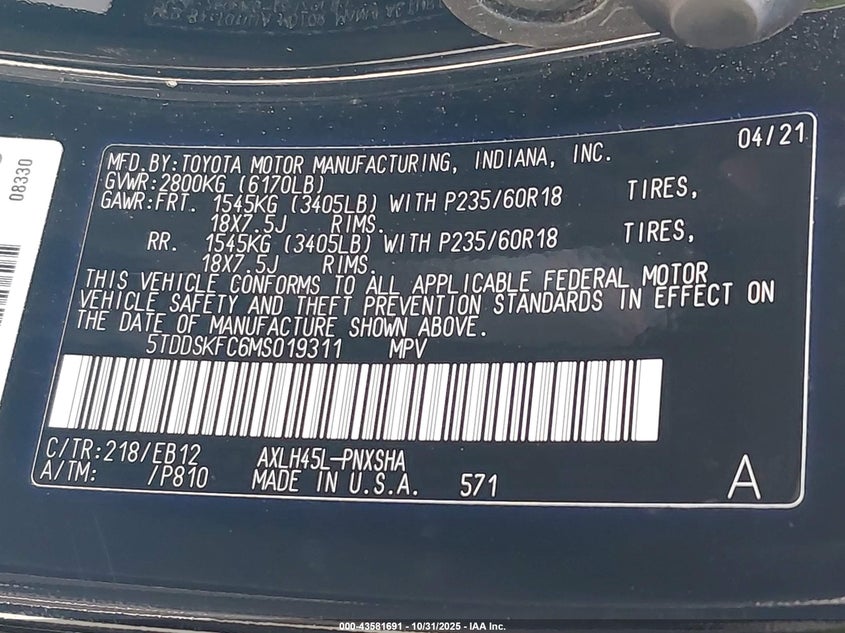 08330
04/21
MFD.BY:TOYOTA MOTOR MANUFACTURING, INDIANA, INC.
GVWR:2800KG (6170LB)
GAWR:FRT. 1545KG (3405LB) WITH P235/60R18 TIRES,
18X7.5J RIMS.
RR. 1545KG (3405LB) WITH P235/60R18 TIRES,
18X7.5J RIMS.
THIS VEHICLE CONFORMS TO ALL APPLICABLE FEDERAL MOTOR
VEHICLE SAFETY AND THEFT PREVENTION STANDARDS IN EFFECT ON
THE DATE OF MANUFACTURE SHOWN ABOVE.
5TDDSKFC6MS019311 MPV
C/TR:218/EB12 AXLH45L-PNXSHA
A/TM: /P810 MADE IN U.S.A. 571 A
000-43581691 - 10/31/2025 - IAA Inc.